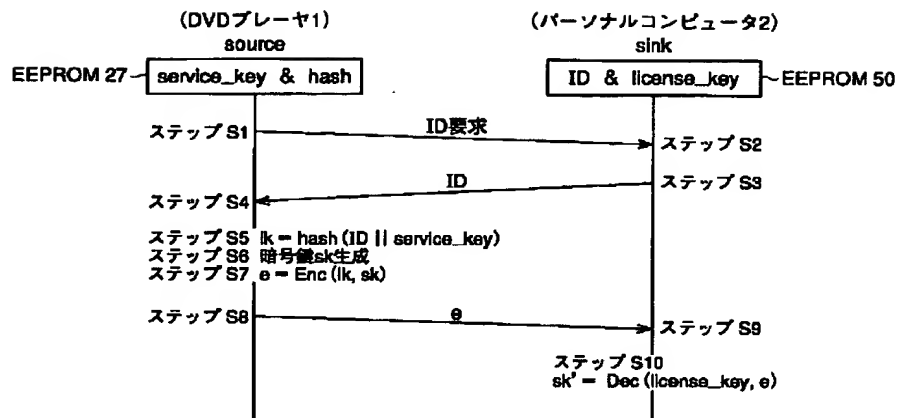 (DVDプレーヤ1)
source
(パーソナルコンピュータ2)
sink
EEPROM 27
service_key & hash
ID & license_key
EEPROM 50
ステップ S1
ID要求
ステップ S2
ID
ステップ S3
ステップ S4
ステップ S5 lk = hash (ID || service_key)
ステップ S6 暗号鍵sk生成
ステップ S7 e = Enc (lk, sk)
ステップ S8
e
ステップ S9
ステップ S10
sk' = Dec (license_key, e)